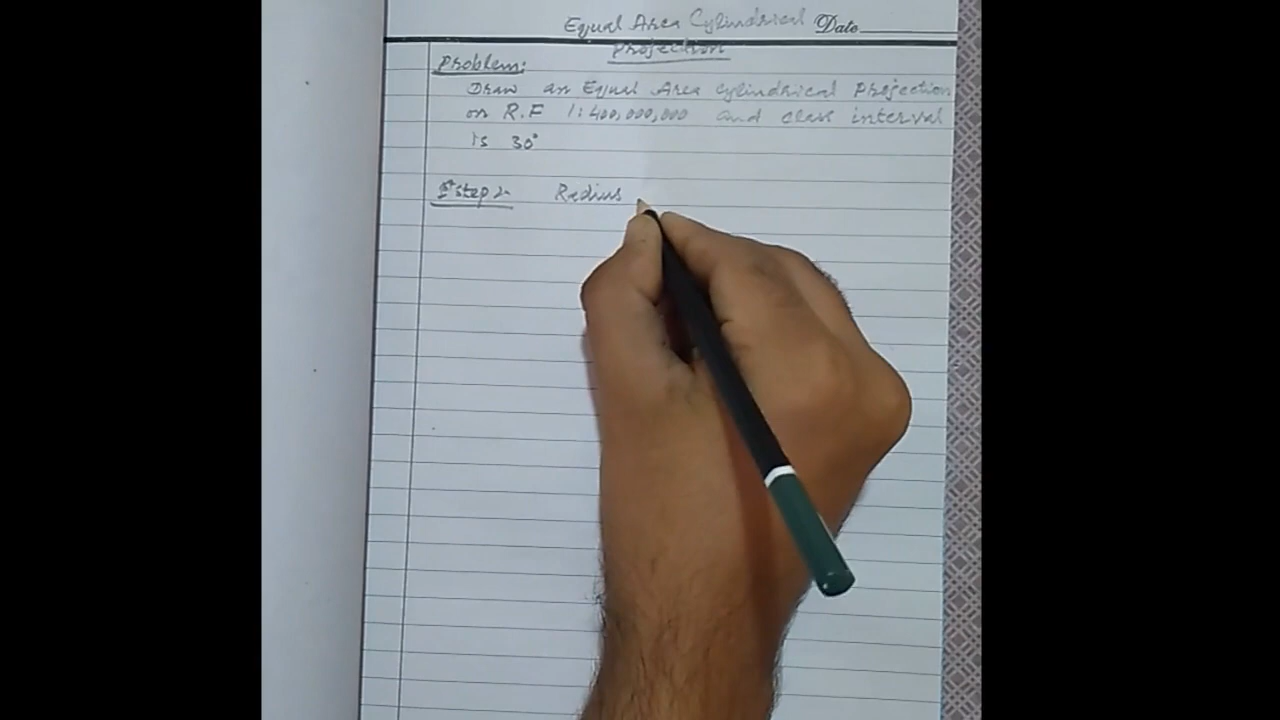 Equal Area Cylindrical Date
Projection
Problem:
Draw an Equal Area Cylindrical Projection
on R.F 1:400,000,000 and class interval
is 30°
1st step:- Radius